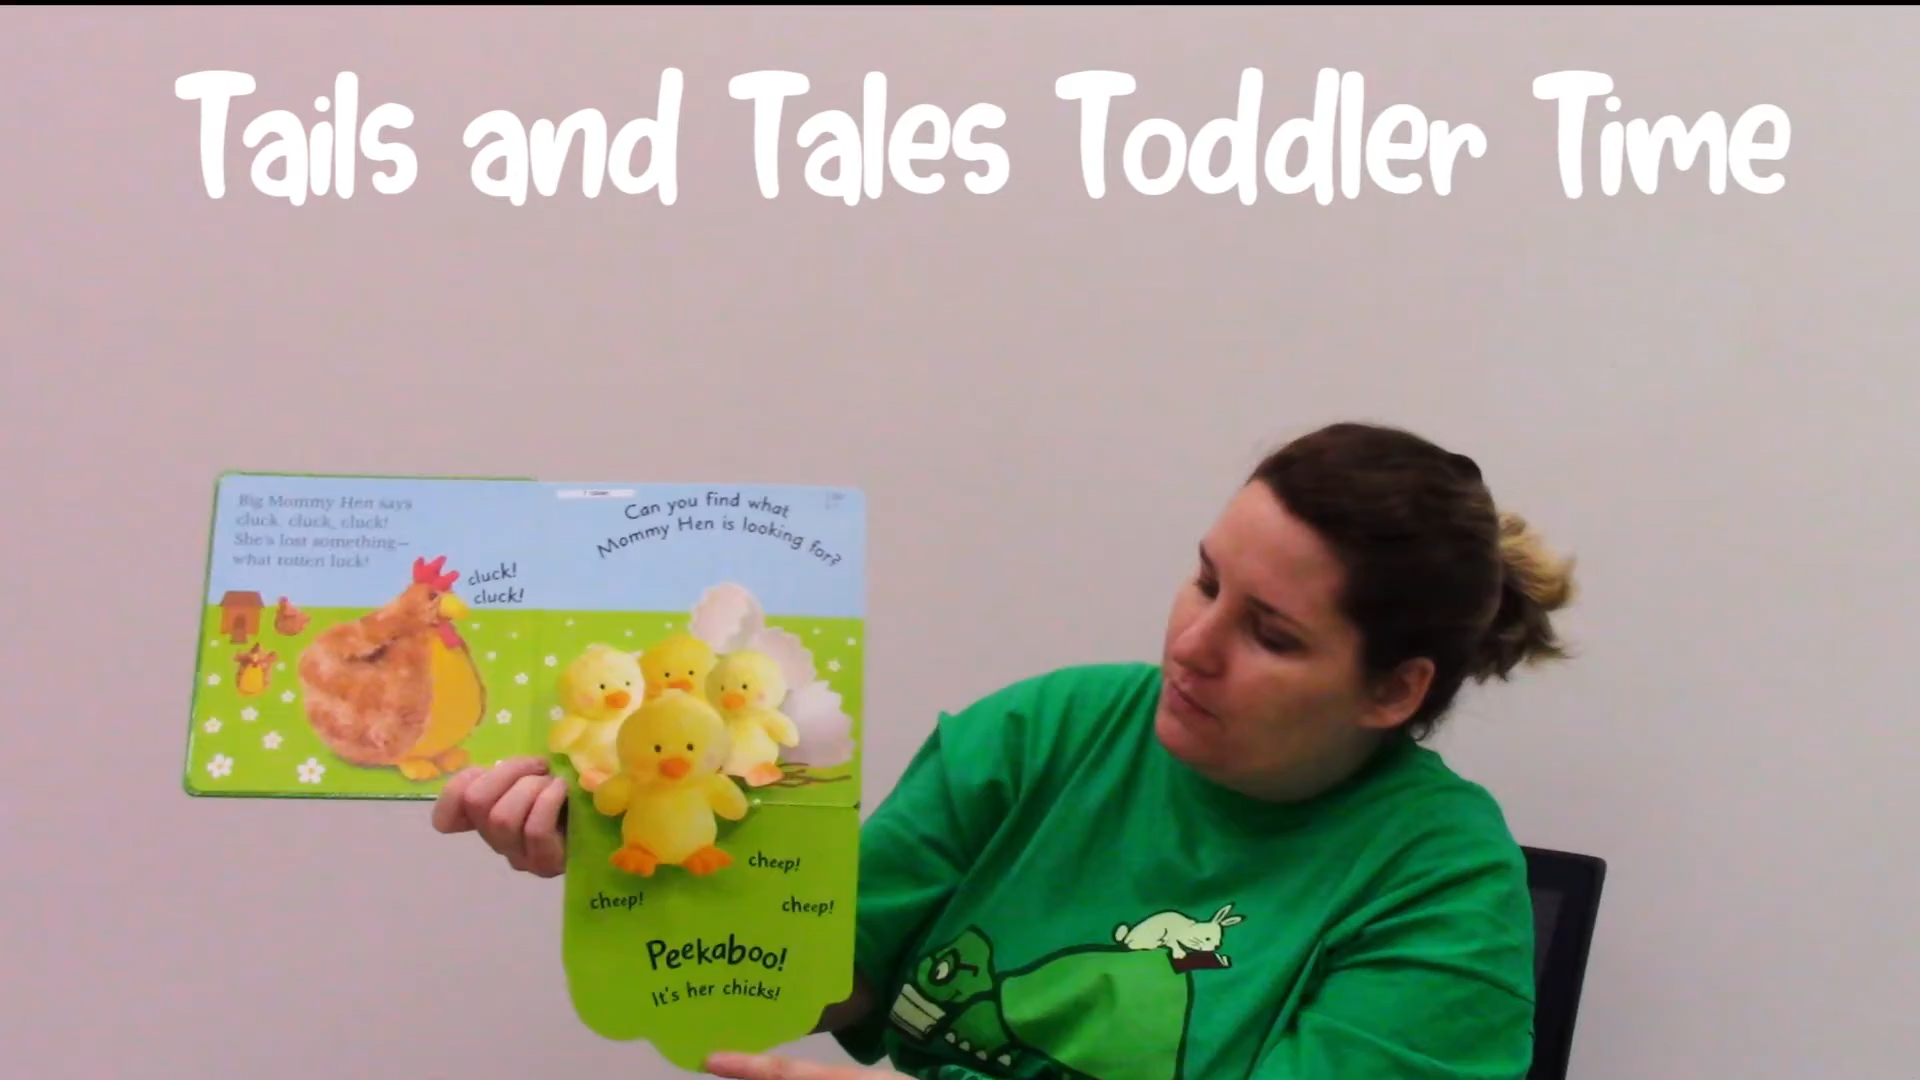 Tails and Tales Toddler Time
Big Mommy Hen says
cluck, cluck, cluck!
She's lost something—
what rotten luck!
cluck!
cluck!
Can you find what
Mommy Hen is looking for?
cheep!
cheep!
cheep!
Peekaboo!
It's her chicks!